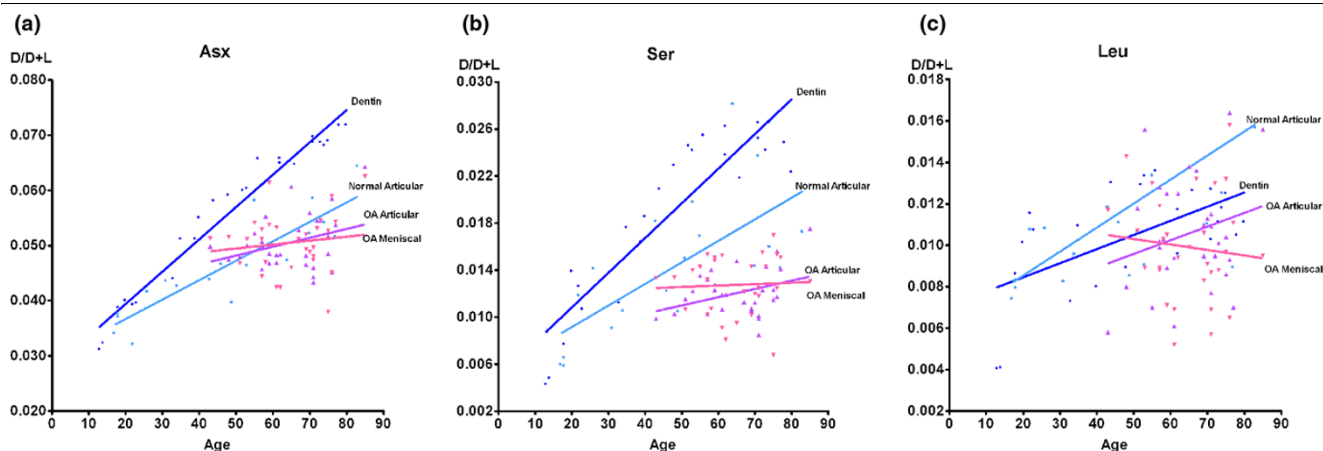 (a)
Asx
D/D+L
0.080
0.070
0.060
0.050
0.040
0.030
0.020
0 10 20 30 40 50 60 70 80 90
Age
Dentin
Normal Articular
OA Articular
OA Meniscal
(b)
Ser
D/D+L
0.030
0.026
0.022
0.018
0.014
0.010
0.006
0.002
0 10 20 30 40 50 60 70 80 90
Age
Dentin
Normal Articular
OA Articular
OA Meniscal
(c)
Leu
D/D+L
0.018
0.016
0.014
0.012
0.010
0.008
0.006
0.004
0.002
0 10 20 30 40 50 60 70 80 90
Age
Normal Articular
Dentin
OA Articular
OA Meniscal